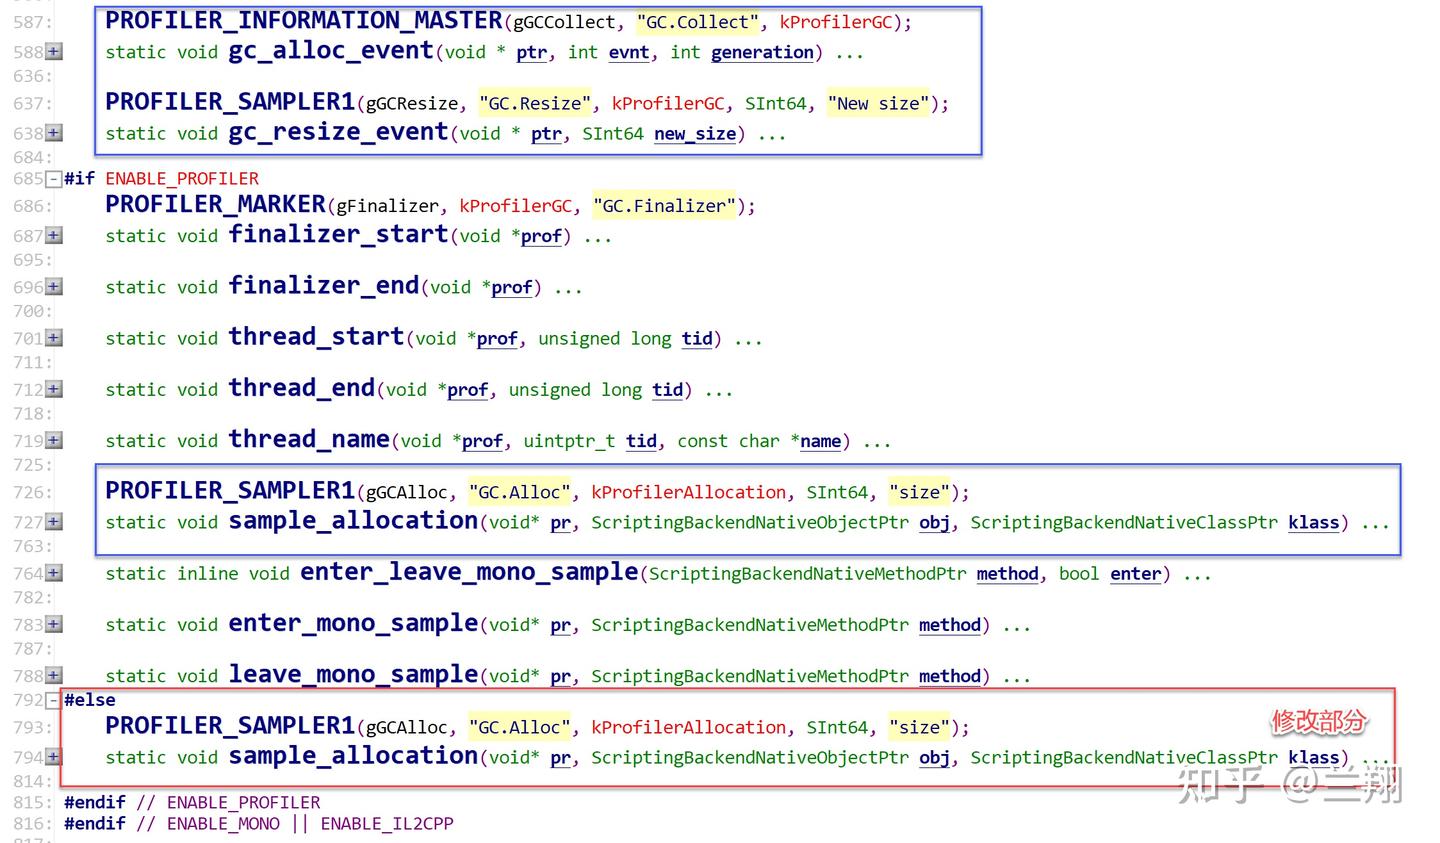 587: PROFILER_INFORMATION_MASTER(gGCCollect, "GC.Collect", kProfilerGC);
588 static void gc_alloc_event(void * ptr, int evnt, int generation) ...
636:
637: PROFILER_SAMPLER1(gGCResize, "GC.Resize", kProfilerGC, SInt64, "New size");
638 static void gc_resize_event(void * ptr, SInt64 new_size) ...
684:
685 #if ENABLE_PROFILER
686: PROFILER_MARKER(gFinalizer, kProfilerGC, "GC.Finalizer");
687 static void finalizer_start(void *prof) ...
695:
696 static void finalizer_end(void *prof) ...
700:
701 static void thread_start(void *prof, unsigned long tid) ...
711:
712 static void thread_end(void *prof, unsigned long tid) ...
718:
719 static void thread_name(void *prof, uintptr_t tid, const char *name) ...
725:
726: PROFILER_SAMPLER1(gGCAlloc, "GC.Alloc", kProfilerAllocation, SInt64, "size");
727 static void sample_allocation(void* pr, ScriptingBackendNativeObjectPtr obj, ScriptingBackendNativeClassPtr klass) ...
763:
764 static inline void enter_leave_mono_sample(ScriptingBackendNativeMethodPtr method, bool enter) ...
782:
783 static void enter_mono_sample(void* pr, ScriptingBackendNativeMethodPtr method) ...
787:
788 static void leave_mono_sample(void* pr, ScriptingBackendNativeMethodPtr method) ...
792 #else
793: PROFILER_SAMPLER1(gGCAlloc, "GC.Alloc", kProfilerAllocation, SInt64, "size");
修改部分
794 static void sample_allocation(void* pr, ScriptingBackendNativeObjectPtr obj, ScriptingBackendNativeClassPtr klass) ...
814:
知乎 @兰翔
815: #endif // ENABLE_PROFILER
816: #endif // ENABLE_MONO || ENABLE_IL2CPP